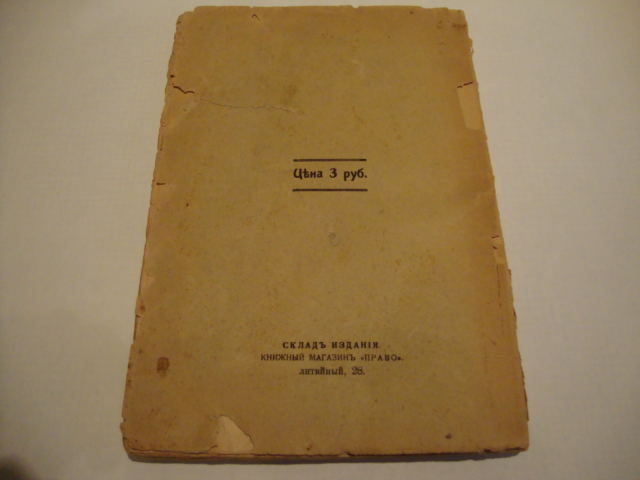 Цѣна 3 руб.
СКЛАДЪ ИЗДАНІЯ
КНИЖНЫЙ МАГАЗИНЪ «ПРАВО».
ЛИТЕЙНЫЙ, 28.